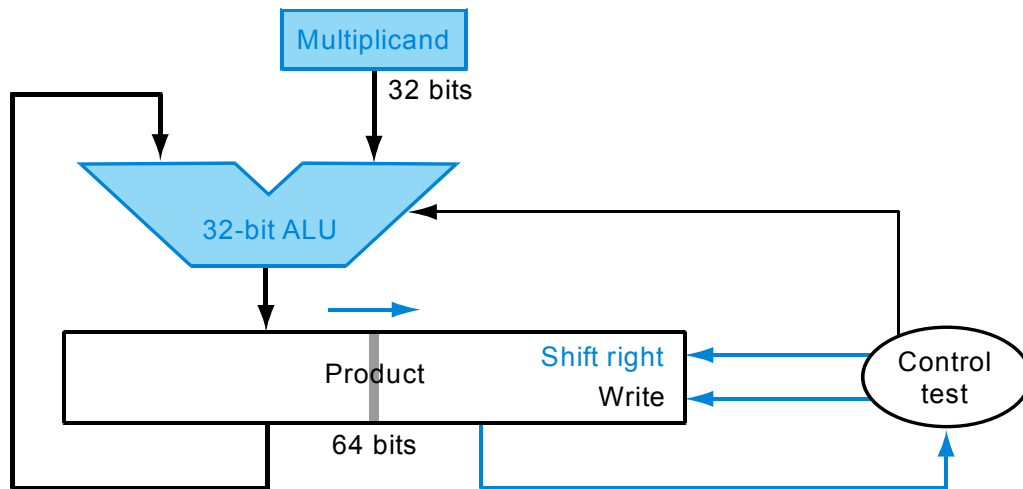 Multiplicand
32 bits
32-bit ALU
Product
Shift right
Write
64 bits
Control
test